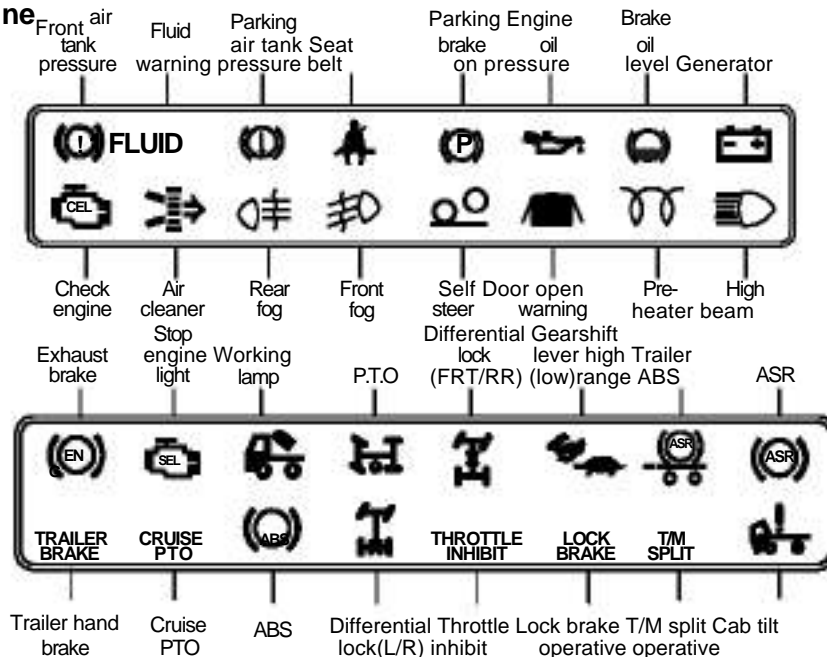 ne
Front air Parking Parking Engine Brake
tank Fluid air tank Seat brake oil oil
pressure warning pressure belt on pressure level Generator
FLUID P
CEL
Check Air Rear Front Self Door open Pre- High
engine cleaner fog fog steer warning heater beam
Stop Differential Gearshift
Exhaust engine Working lock lever high Trailer
brake light lamp P.T.O (FRT/RR) (low)range ABS ASR
EN SEL ASR ASR
ABS
TRAILER CRUISE THROTTLE LOCK T/M
BRAKE PTO INHIBIT BRAKE SPLIT
Trailer hand Cruise ABS Differential Throttle Lock brake T/M split Cab tilt
brake PTO lock(L/R) inhibit operative operative